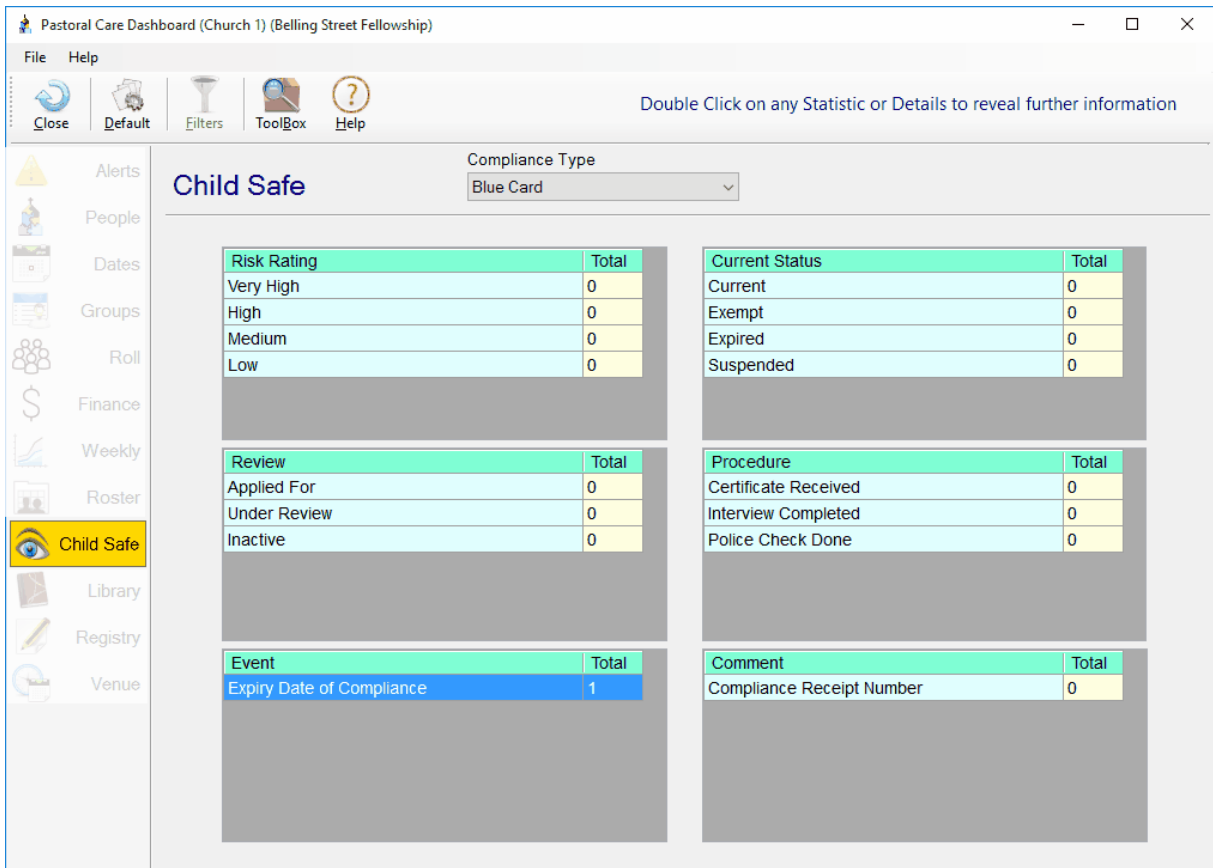 Pastoral Care Dashboard (Church 1) (Belling Street Fellowship)
File Help
Close Default Filters ToolBox Help
Double Click on any Statistic or Details to reveal further information
Alerts
People
Dates
Groups
Roll
Finance
Weekly
Roster
Child Safe
Library
Registry
Venue
Child Safe
Compliance Type
Blue Card
Risk Rating Total
Very High 0
High 0
Medium 0
Low 0
Current Status Total
Current 0
Exempt 0
Expired 0
Suspended 0
Review Total
Applied For 0
Under Review 0
Inactive 0
Procedure Total
Certificate Received 0
Interview Completed 0
Police Check Done 0
Event Total
Expiry Date of Compliance 1
Comment Total
Compliance Receipt Number 0